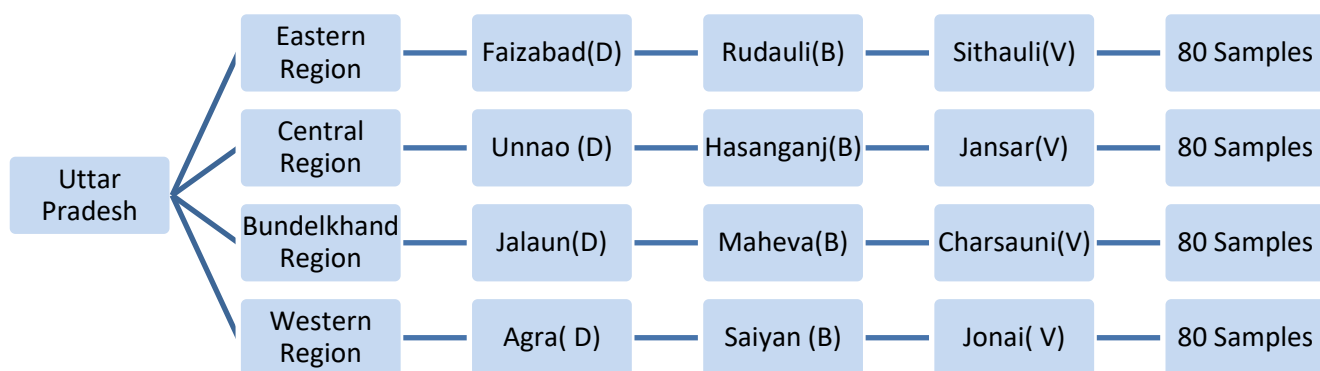 Uttar
Pradesh
Eastern
Region
Faizabad(D)
Rudauli(B)
Sithauli(V)
80 Samples
Central
Region
Unnao (D)
Hasanganj(B)
Jansar(V)
80 Samples
Bundelkhand
Region
Jalaun(D)
Maheva(B)
Charsauni(V)
80 Samples
Western
Region
Agra( D)
Saiyan (B)
Jonai( V)
80 Samples